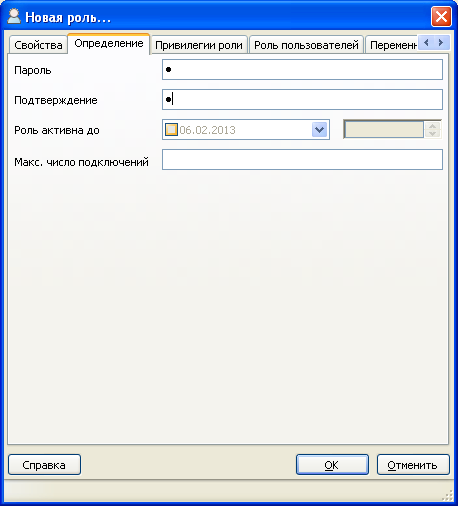 Новая роль...
Свойства Определение Привилегии роли Роль пользователей Перемен
Пароль ●
Подтверждение ●
Роль активна до 06.02.2013
Макс. число подключений
Справка OK Отменить